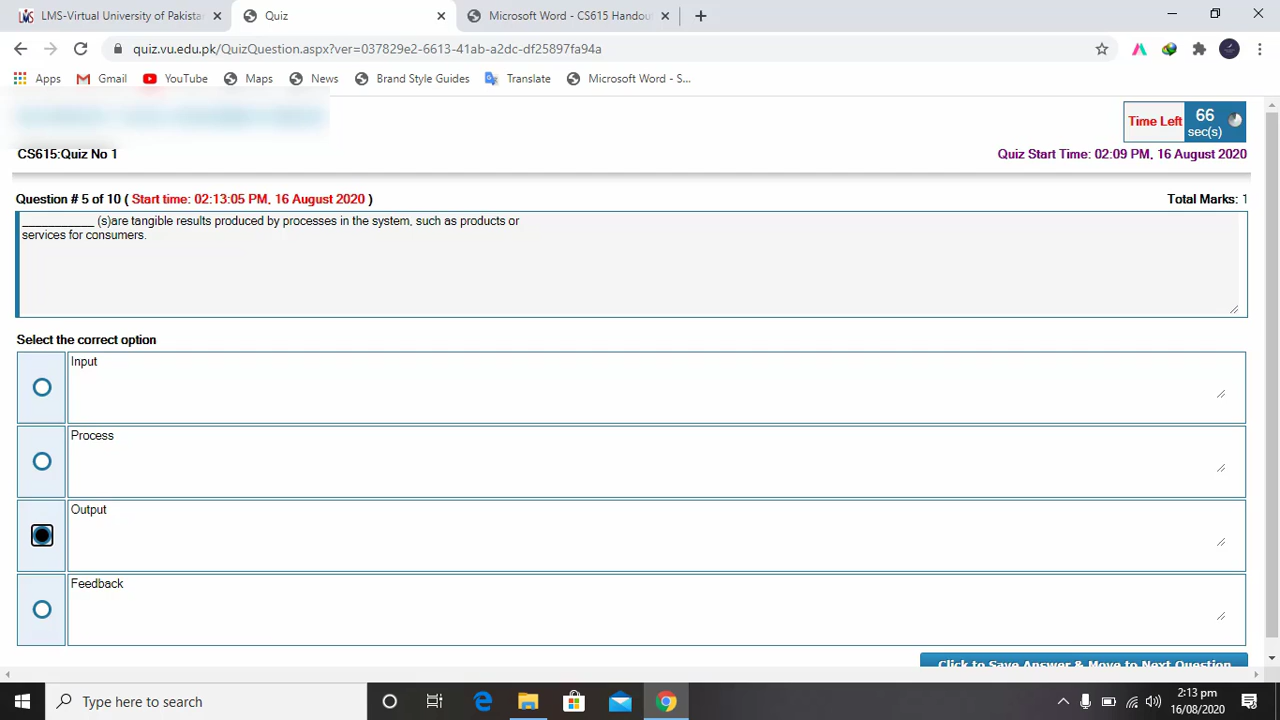 LMS-Virtual University of Pakistan
Quiz
Microsoft Word - CS615 Handout
quiz.vu.edu.pk/QuizQuestion.aspx?ver=037829e2-6613-41ab-a2dc-df25897fa94a
Apps
Gmail
YouTube
Maps
News
Brand Style Guides
Translate
Microsoft Word - S...
Time Left
66
sec(s)
CS615:Quiz No 1
Quiz Start Time: 02:09 PM, 16 August 2020
Question # 5 of 10 ( Start time: 02:13:05 PM, 16 August 2020 )
Total Marks: 1
___________ (s)are tangible results produced by processes in the system, such as products or
services for consumers.
Select the correct option
Input
Process
Output
Feedback
Click to Save Answer & Move to Next Question
Type here to search
2:13 pm
16/08/2020